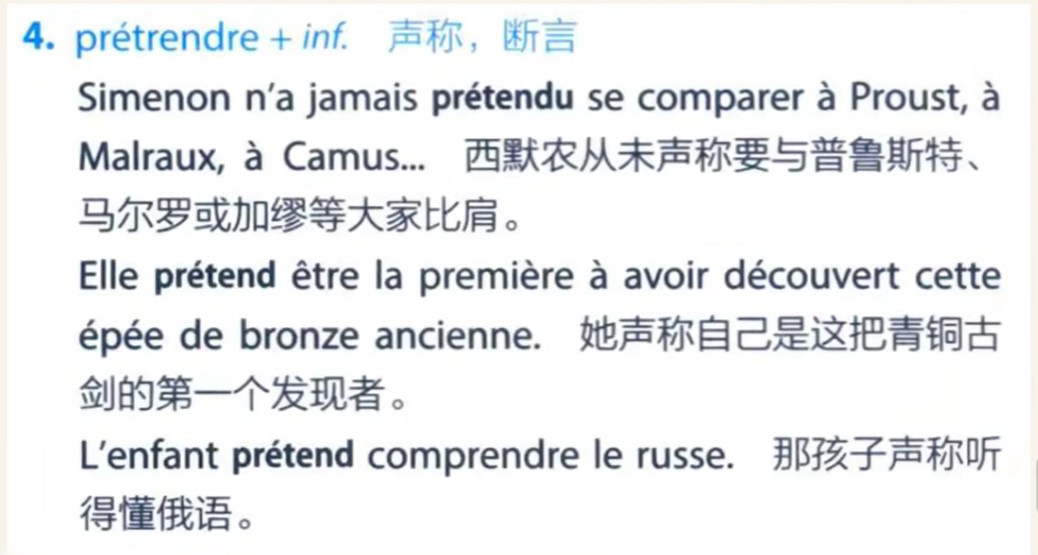 4. prétrendre + inf. 声称，断言
Simenon n’a jamais prétendu se comparer à Proust, à
Malraux, à Camus... 西默农从未声称要与普鲁斯特、
马尔罗或加缪等大家比肩。
Elle prétend être la première à avoir découvert cette
épée de bronze ancienne. 她声称自己是这把青铜古
剑的第一个发现者。
L’enfant prétend comprendre le russe. 那孩子声称听
得懂俄语。